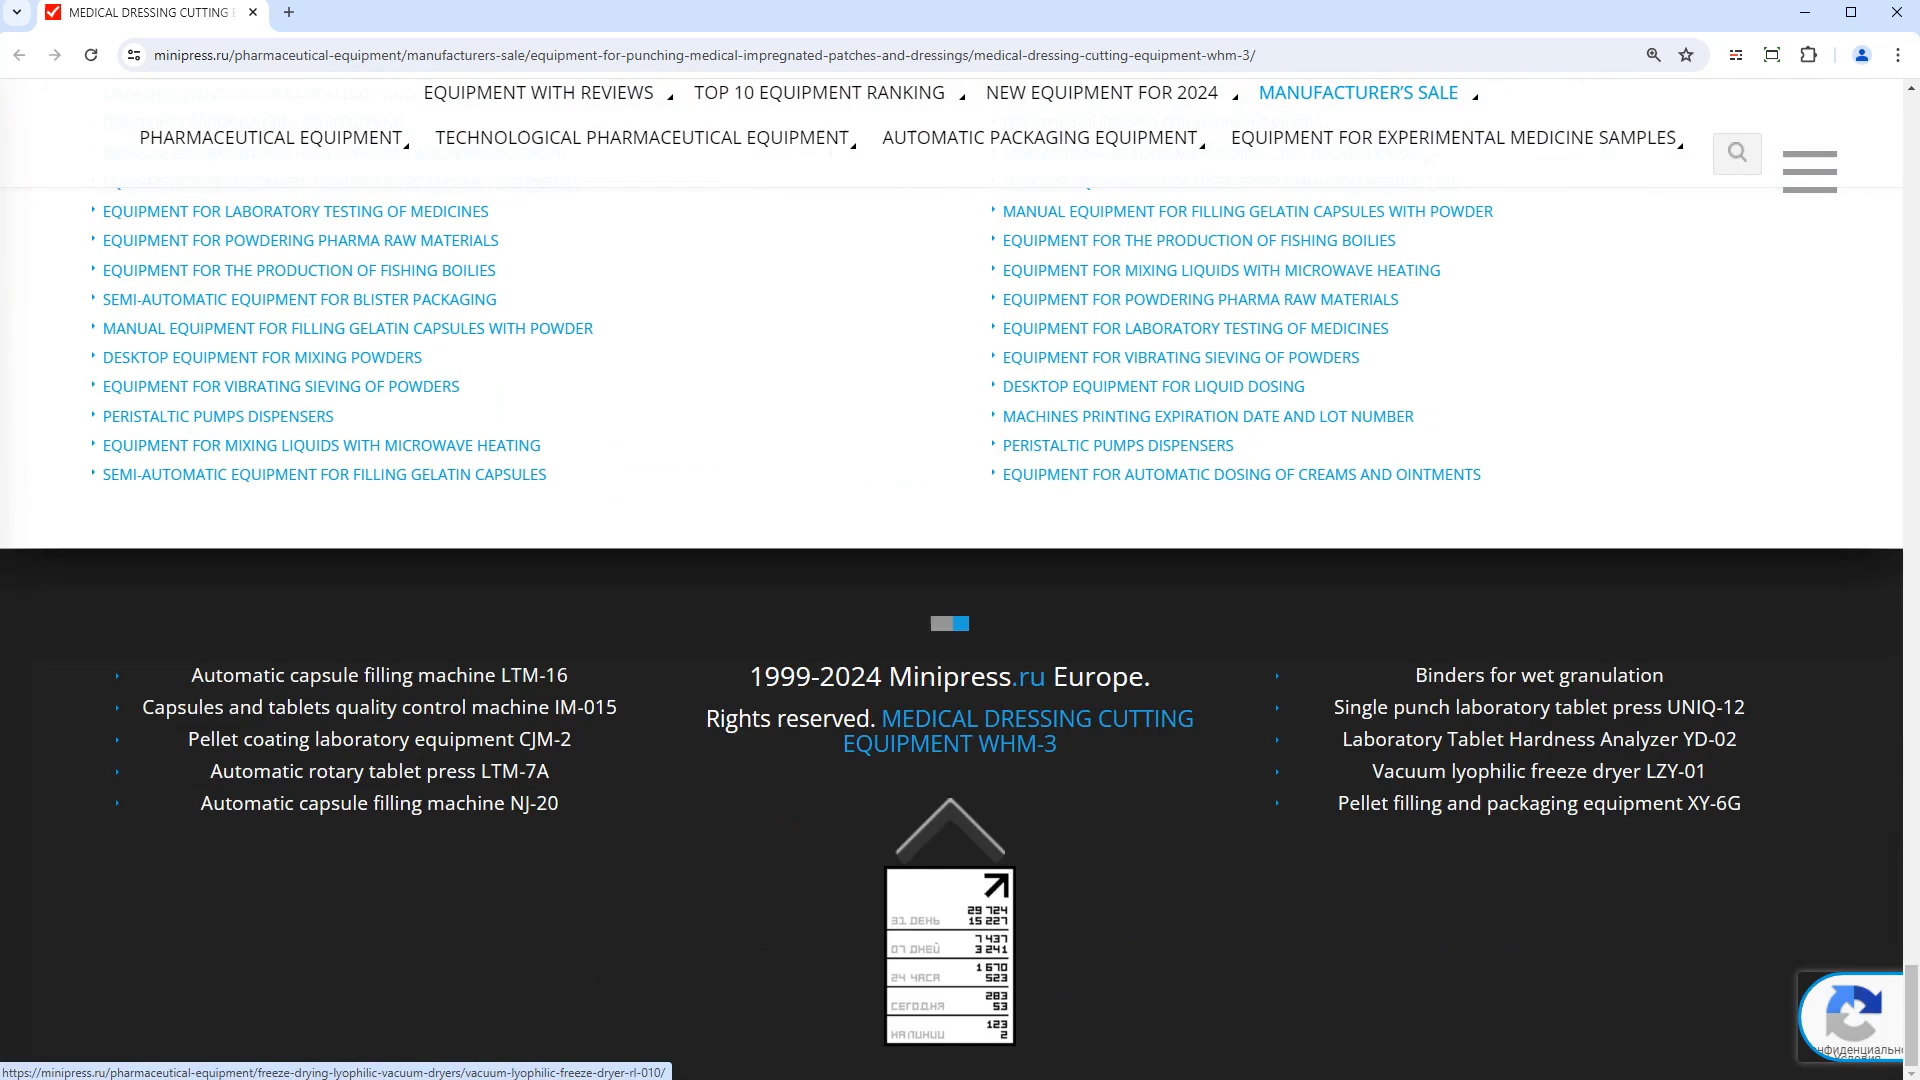 MEDICAL DRESSING CUTTING E
minipress.ru/pharmaceutical-equipment/manufacturers-sale/equipment-for-punching-medical-impregnated-patches-and-dressings/medical-dressing-cutting-equipment-whm-3/
EQUIPMENT WITH REVIEWS TOP 10 EQUIPMENT RANKING NEW EQUIPMENT FOR 2024 MANUFACTURER'S SALE
PHARMACEUTICAL EQUIPMENT TECHNOLOGICAL PHARMACEUTICAL EQUIPMENT AUTOMATIC PACKAGING EQUIPMENT EQUIPMENT FOR EXPERIMENTAL MEDICINE SAMPLES
EQUIPMENT FOR LABORATORY TESTING OF MEDICINES
EQUIPMENT FOR POWDERING PHARMA RAW MATERIALS
EQUIPMENT FOR THE PRODUCTION OF FISHING BOILIES
SEMI-AUTOMATIC EQUIPMENT FOR BLISTER PACKAGING
MANUAL EQUIPMENT FOR FILLING GELATIN CAPSULES WITH POWDER
DESKTOP EQUIPMENT FOR MIXING POWDERS
EQUIPMENT FOR VIBRATING SIEVING OF POWDERS
PERISTALTIC PUMPS DISPENSERS
EQUIPMENT FOR MIXING LIQUIDS WITH MICROWAVE HEATING
SEMI-AUTOMATIC EQUIPMENT FOR FILLING GELATIN CAPSULES
MANUAL EQUIPMENT FOR FILLING GELATIN CAPSULES WITH POWDER
EQUIPMENT FOR THE PRODUCTION OF FISHING BOILIES
EQUIPMENT FOR MIXING LIQUIDS WITH MICROWAVE HEATING
EQUIPMENT FOR POWDERING PHARMA RAW MATERIALS
EQUIPMENT FOR LABORATORY TESTING OF MEDICINES
EQUIPMENT FOR VIBRATING SIEVING OF POWDERS
DESKTOP EQUIPMENT FOR LIQUID DOSING
MACHINES PRINTING EXPIRATION DATE AND LOT NUMBER
PERISTALTIC PUMPS DISPENSERS
EQUIPMENT FOR AUTOMATIC DOSING OF CREAMS AND OINTMENTS
Automatic capsule filling machine LTM-16
Capsules and tablets quality control machine IM-015
Pellet coating laboratory equipment CJM-2
Automatic rotary tablet press LTM-7A
Automatic capsule filling machine NJ-20
1999-2024 Minipress.ru Europe.
Rights reserved. MEDICAL DRESSING CUTTING
EQUIPMENT WHM-3
31 ДЕНЬ 29 724
15 227
07 ДНЕЙ 7 437
3 241
24 ЧАСА 1 670
523
СЕГОДНЯ 283
53
НА ЛИНИИ 123
2
Binders for wet granulation
Single punch laboratory tablet press UNIQ-12
Laboratory Tablet Hardness Analyzer YD-02
Vacuum lyophilic freeze dryer LZY-01
Pellet filling and packaging equipment XY-6G
нфиденциальн
Условия
https://minipress.ru/pharmaceutical-equipment/freeze-drying-lyophilic-vacuum-dryers/vacuum-lyophilic-freeze-dryer-rl-010/